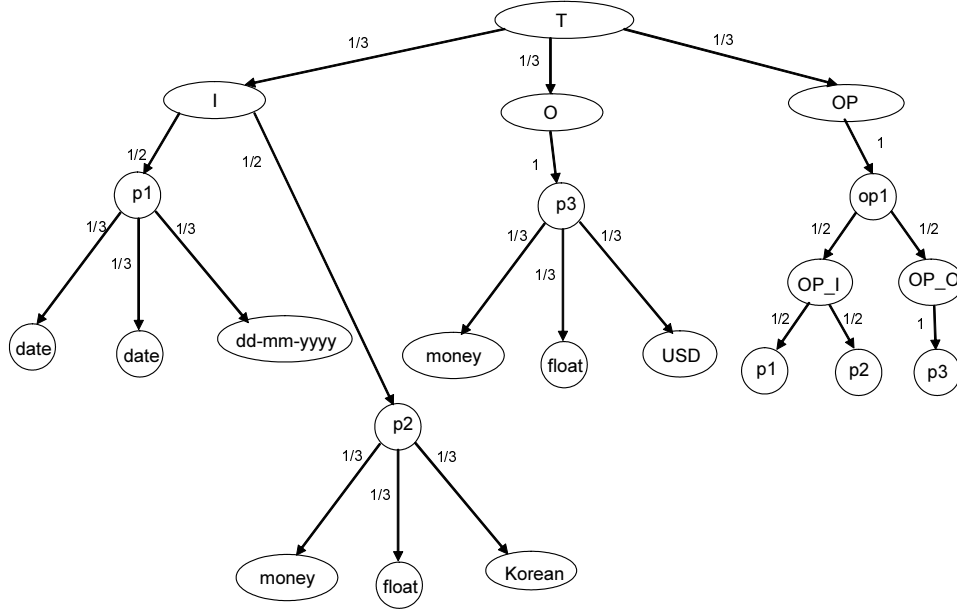 T
1/3
1/3
1/3
I
O
OP
1/2
1/2
1
1
p1
p3
op1
1/3
1/3
1/3
1/3
1/3
1/3
1/2
1/2
OP_I
OP_O
date
date
dd-mm-yyyy
money
float
USD
1/2
1/2
1
p1
p2
p3
p2
1/3
1/3
1/3
money
float
Korean